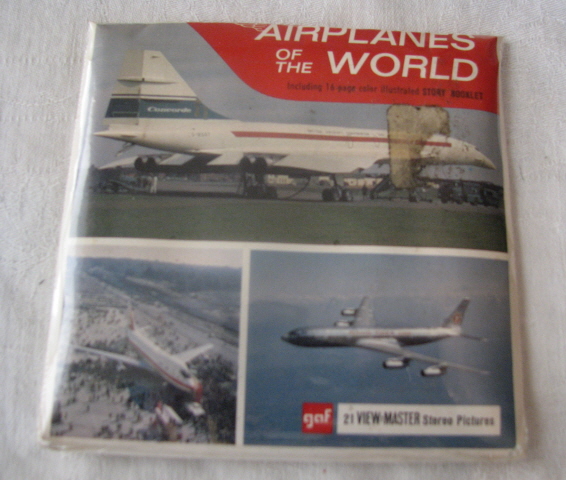 AIRPLANES
OF THE WORLD
Including 16-page color illustrated STORY BOOKLET
Concorde
gaf
21 VIEW-MASTER Stereo Pictures